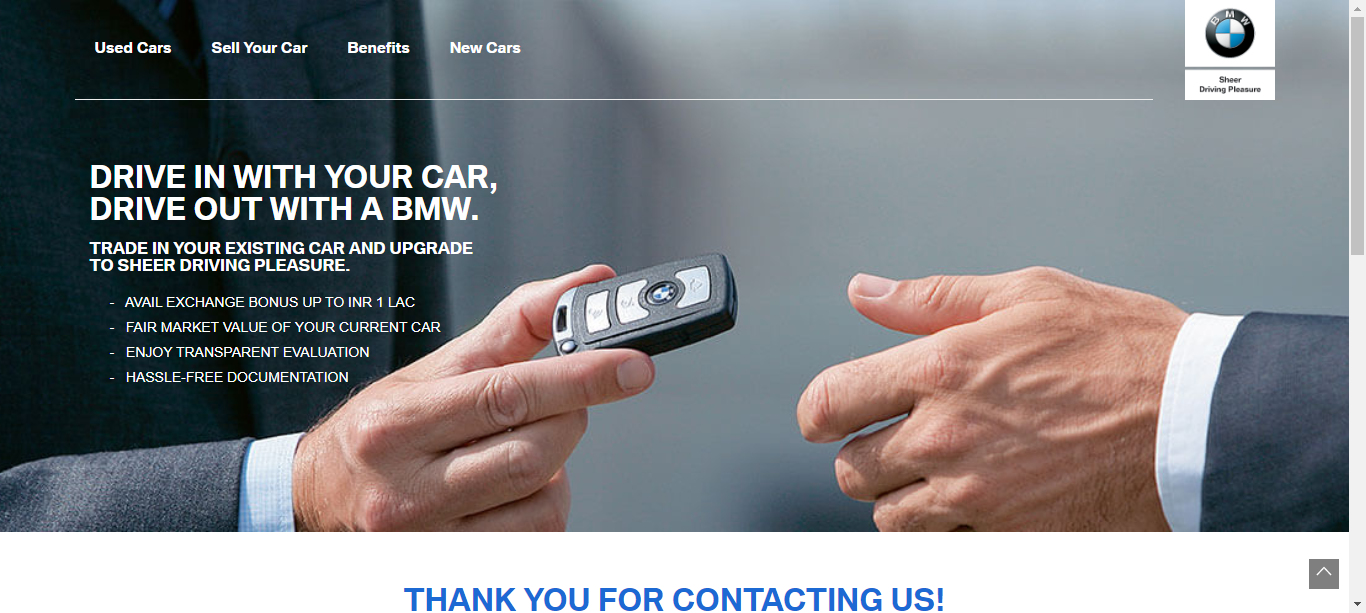 Used Cars
Sell Your Car
Benefits
New Cars
BMW
Sheer
Driving Pleasure
DRIVE IN WITH YOUR CAR,
DRIVE OUT WITH A BMW.
TRADE IN YOUR EXISTING CAR AND UPGRADE
TO SHEER DRIVING PLEASURE.
- AVAIL EXCHANGE BONUS UP TO INR 1 LAC
- FAIR MARKET VALUE OF YOUR CURRENT CAR
- ENJOY TRANSPARENT EVALUATION
- HASSLE-FREE DOCUMENTATION
THANK YOU FOR CONTACTING US!